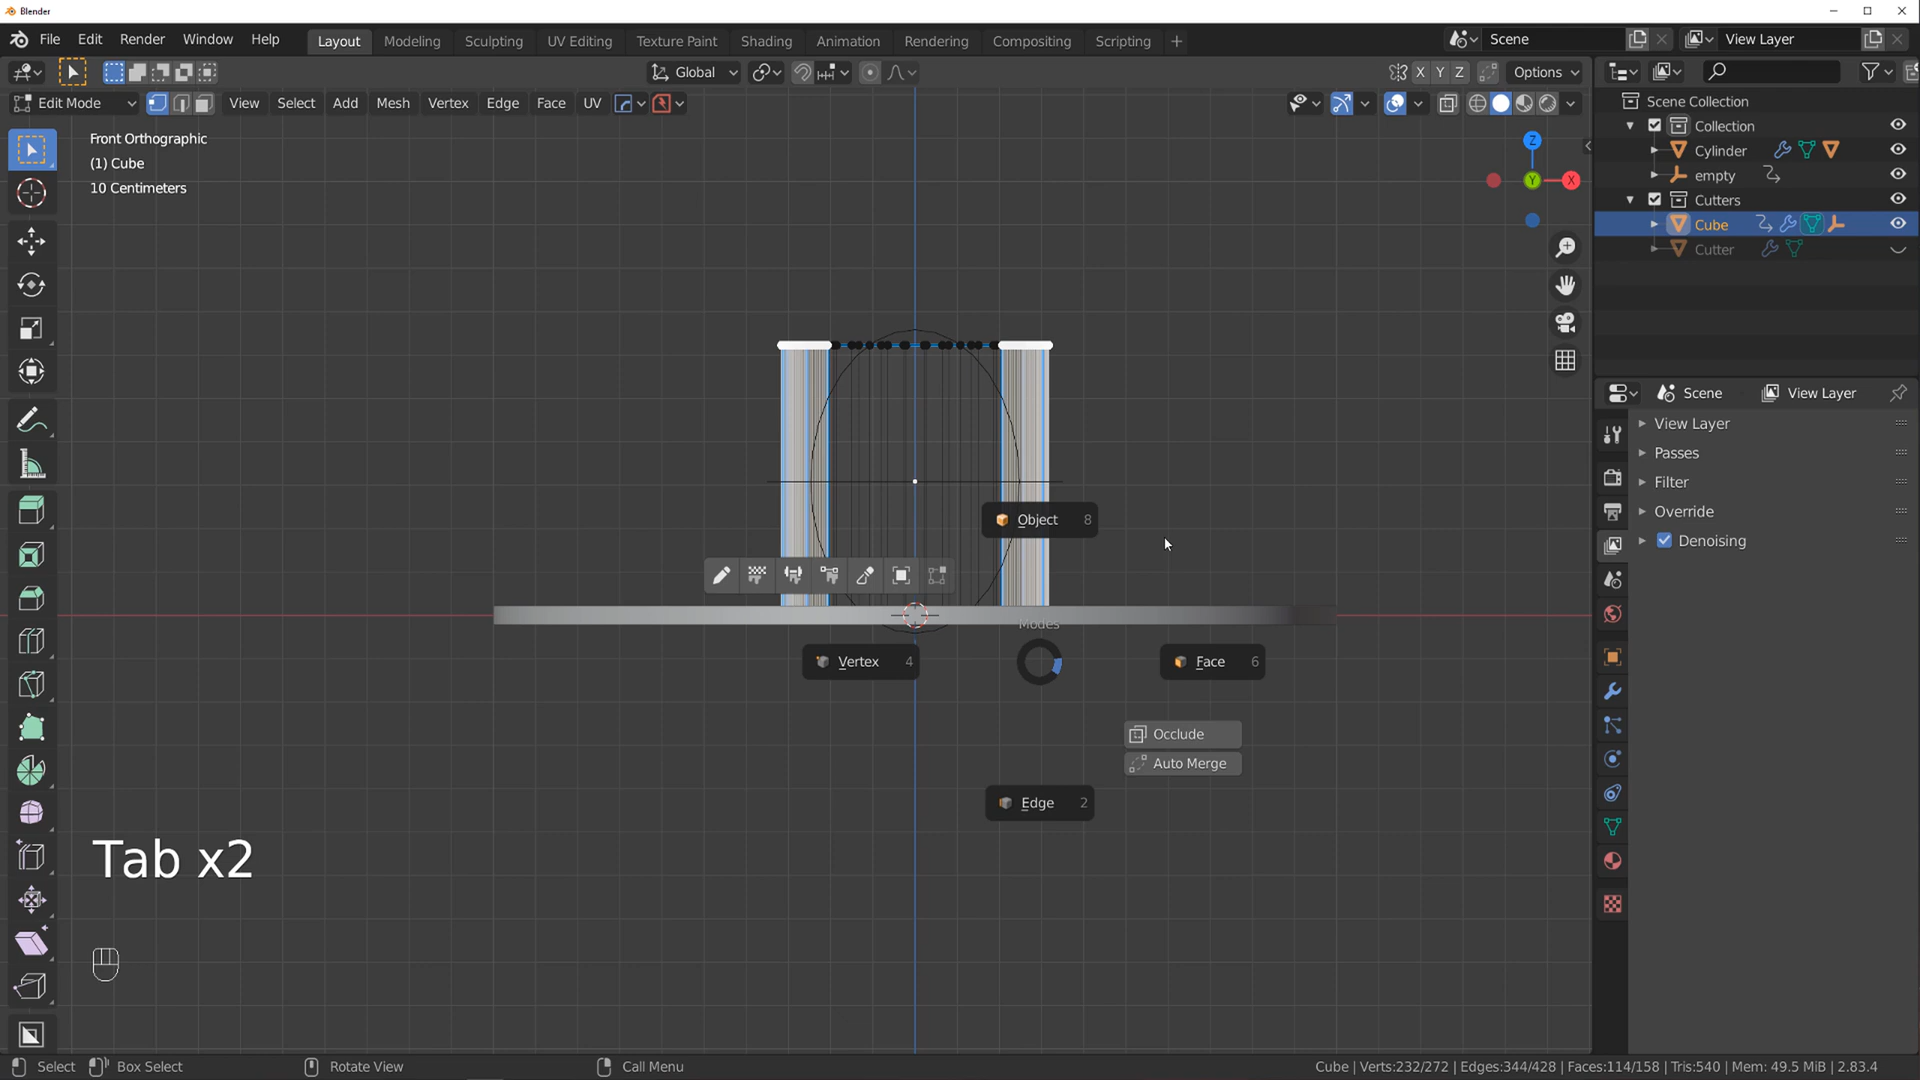 Blender
File Edit Render Window Help Layout Modeling Sculpting UV Editing Texture Paint Shading Animation Rendering Compositing Scripting + Scene View Layer
Global X Y Z Options
Edit Mode View Select Add Mesh Vertex Edge Face UV
Scene Collection
Collection
Cylinder
empty
Cutters
Cube
Cutter
Front Orthographic
(1) Cube
10 Centimeters
Z
Y
X
Scene View Layer
View Layer
Passes
Filter
Override
Denoising
Object 8
Modes
Vertex 4
Face 6
Occlude
Auto Merge
Edge 2
Tab x2
Select Box Select Rotate View Call Menu Cube | Verts:232/272 | Edges:344/428 | Faces:114/158 | Tris:540 | Mem: 49.5 MiB | 2.83.4